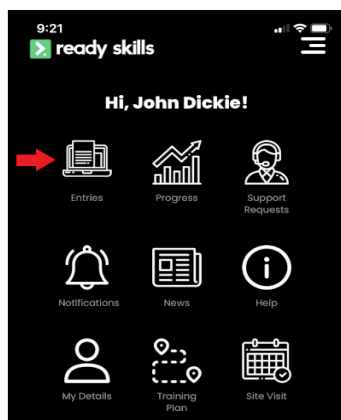 9:21
ready skills
Hi, John Dickie!
Entries Progress Support
Requests
Notifications News Help
My Details Training Site Visit
Plan